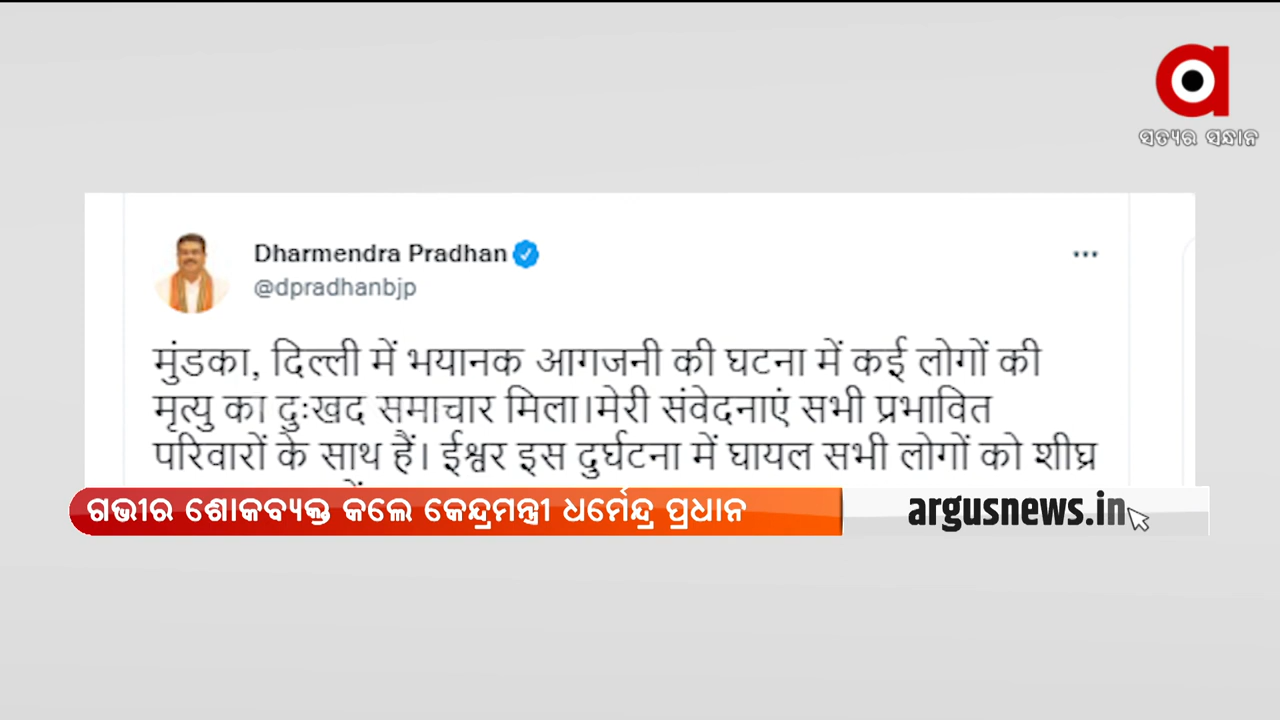 ସତ୍ୟର ସନ୍ଧାନ
Dharmendra Pradhan
@dpradhanbjp
मुंडका, दिल्ली में भयानक आगजनी की घटना में कई लोगों की
मृत्यु का दुःखद समाचार मिला।मेरी संवेदनाएं सभी प्रभावित
परिवारों के साथ हैं। ईश्वर इस दुर्घटना में घायल सभी लोगों को शीघ्र
ଗଭୀର ଶୋକବ୍ୟକ୍ତ କଲେ କେନ୍ଦ୍ରମନ୍ତ୍ରୀ ଧର୍ମେନ୍ଦ୍ର ପ୍ରଧାନ
argusnews.in